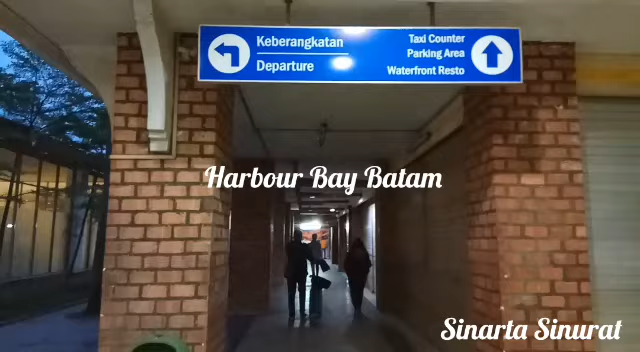 Keberangkatan
Departure
Taxi Counter
Parking Area
Waterfront Resto
Harbour Bay Batam
Sinarta Sinurat